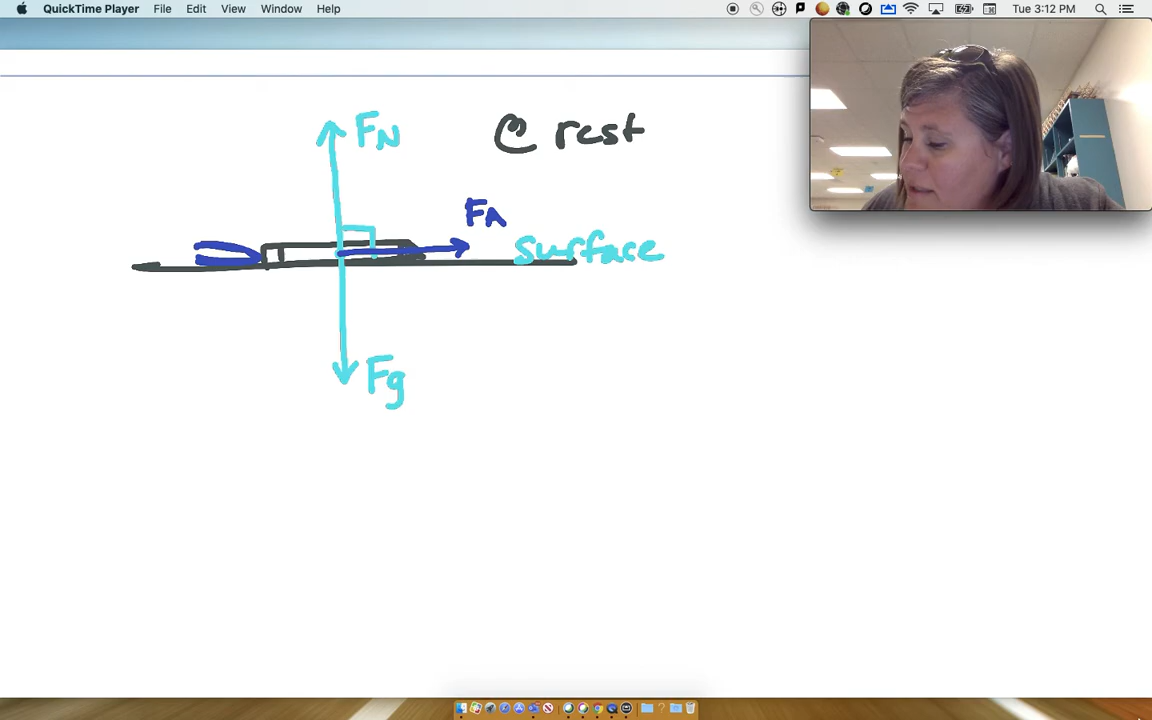 QuickTime Player File Edit View Window Help Tue 3:12 PM
FN @ rest
FA
surface
Fg